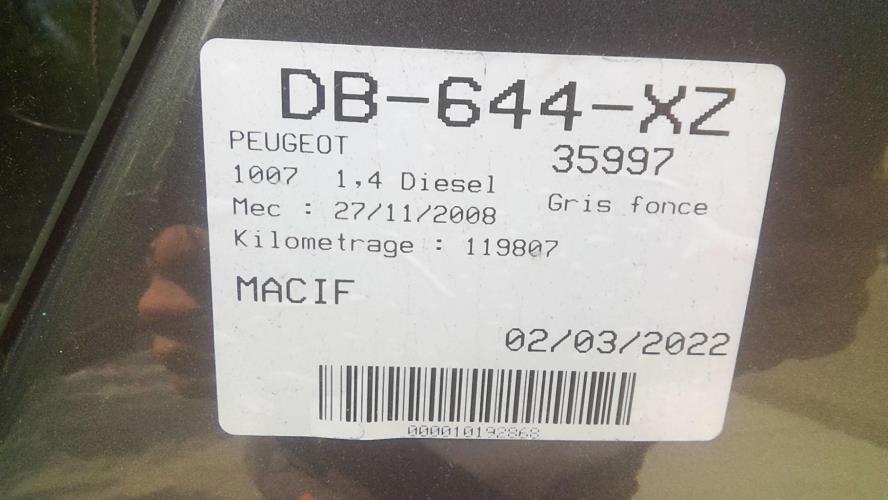 DB-644-XZ
PEUGEOT
35997
1007 1,4 Diesel
Gris fonce
Mec : 27/11/2008
Kilometrage : 119807
MACIF
02/03/2022
000010192868